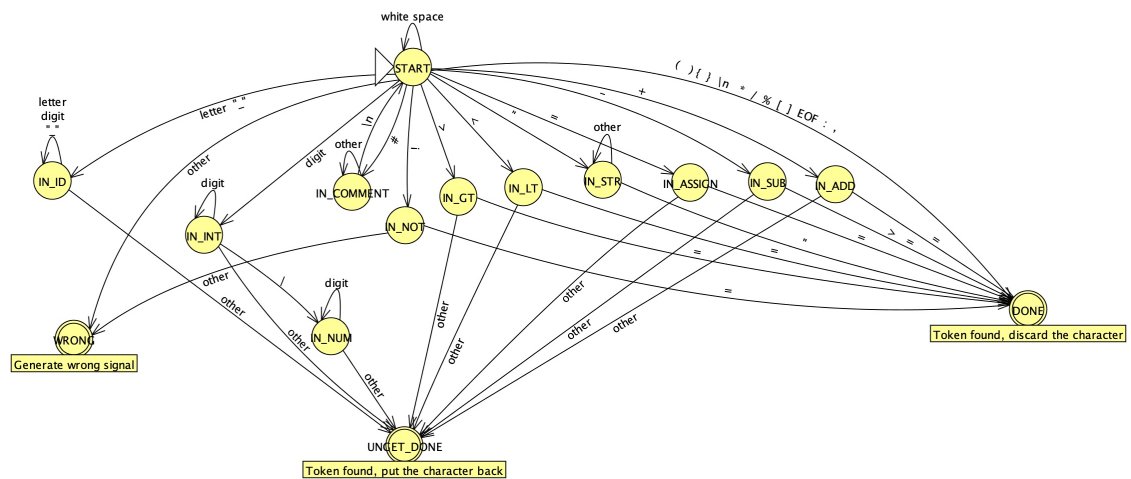 white space
START
( ) { } \n * / % [ ] EOF : ,
letter
digit
"_"
letter "_"
other
digit
\n
#
!
>
<
"
=
-
+
other
other
IN_ID
IN_COMMENT
IN_GT
IN_LT
IN_STR
IN_ASSIGN
IN_SUB
IN_ADD
digit
IN_INT
IN_NOT
other
other
/
digit
other
IN_NUM
other
other
other
other
other
other
=
=
"
=
>
=
=
=
WRONG
Generate wrong signal
DONE
Token found, discard the character
UNGET_DONE
Token found, put the character back